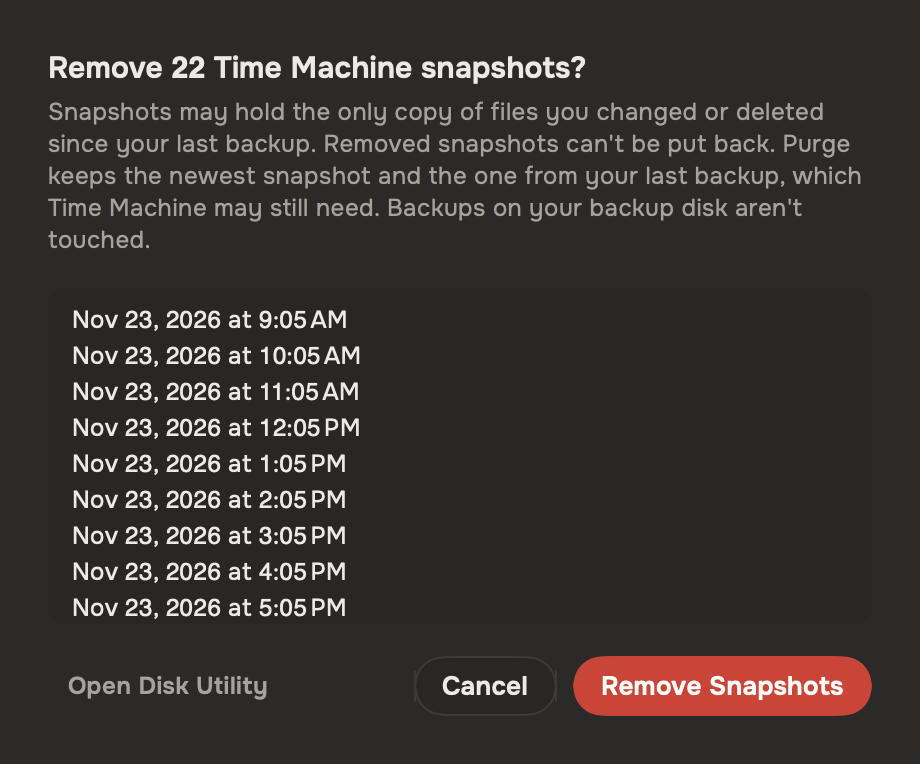 Remove 22 Time Machine snapshots?
Snapshots may hold the only copy of files you changed or deleted
since your last backup. Removed snapshots can't be put back. Purge
keeps the newest snapshot and the one from your last backup, which
Time Machine may still need. Backups on your backup disk aren't
touched.
Nov 23, 2026 at 9:05 AM
Nov 23, 2026 at 10:05 AM
Nov 23, 2026 at 11:05 AM
Nov 23, 2026 at 12:05 PM
Nov 23, 2026 at 1:05 PM
Nov 23, 2026 at 2:05 PM
Nov 23, 2026 at 3:05 PM
Nov 23, 2026 at 4:05 PM
Nov 23, 2026 at 5:05 PM
Open Disk Utility
Cancel
Remove Snapshots